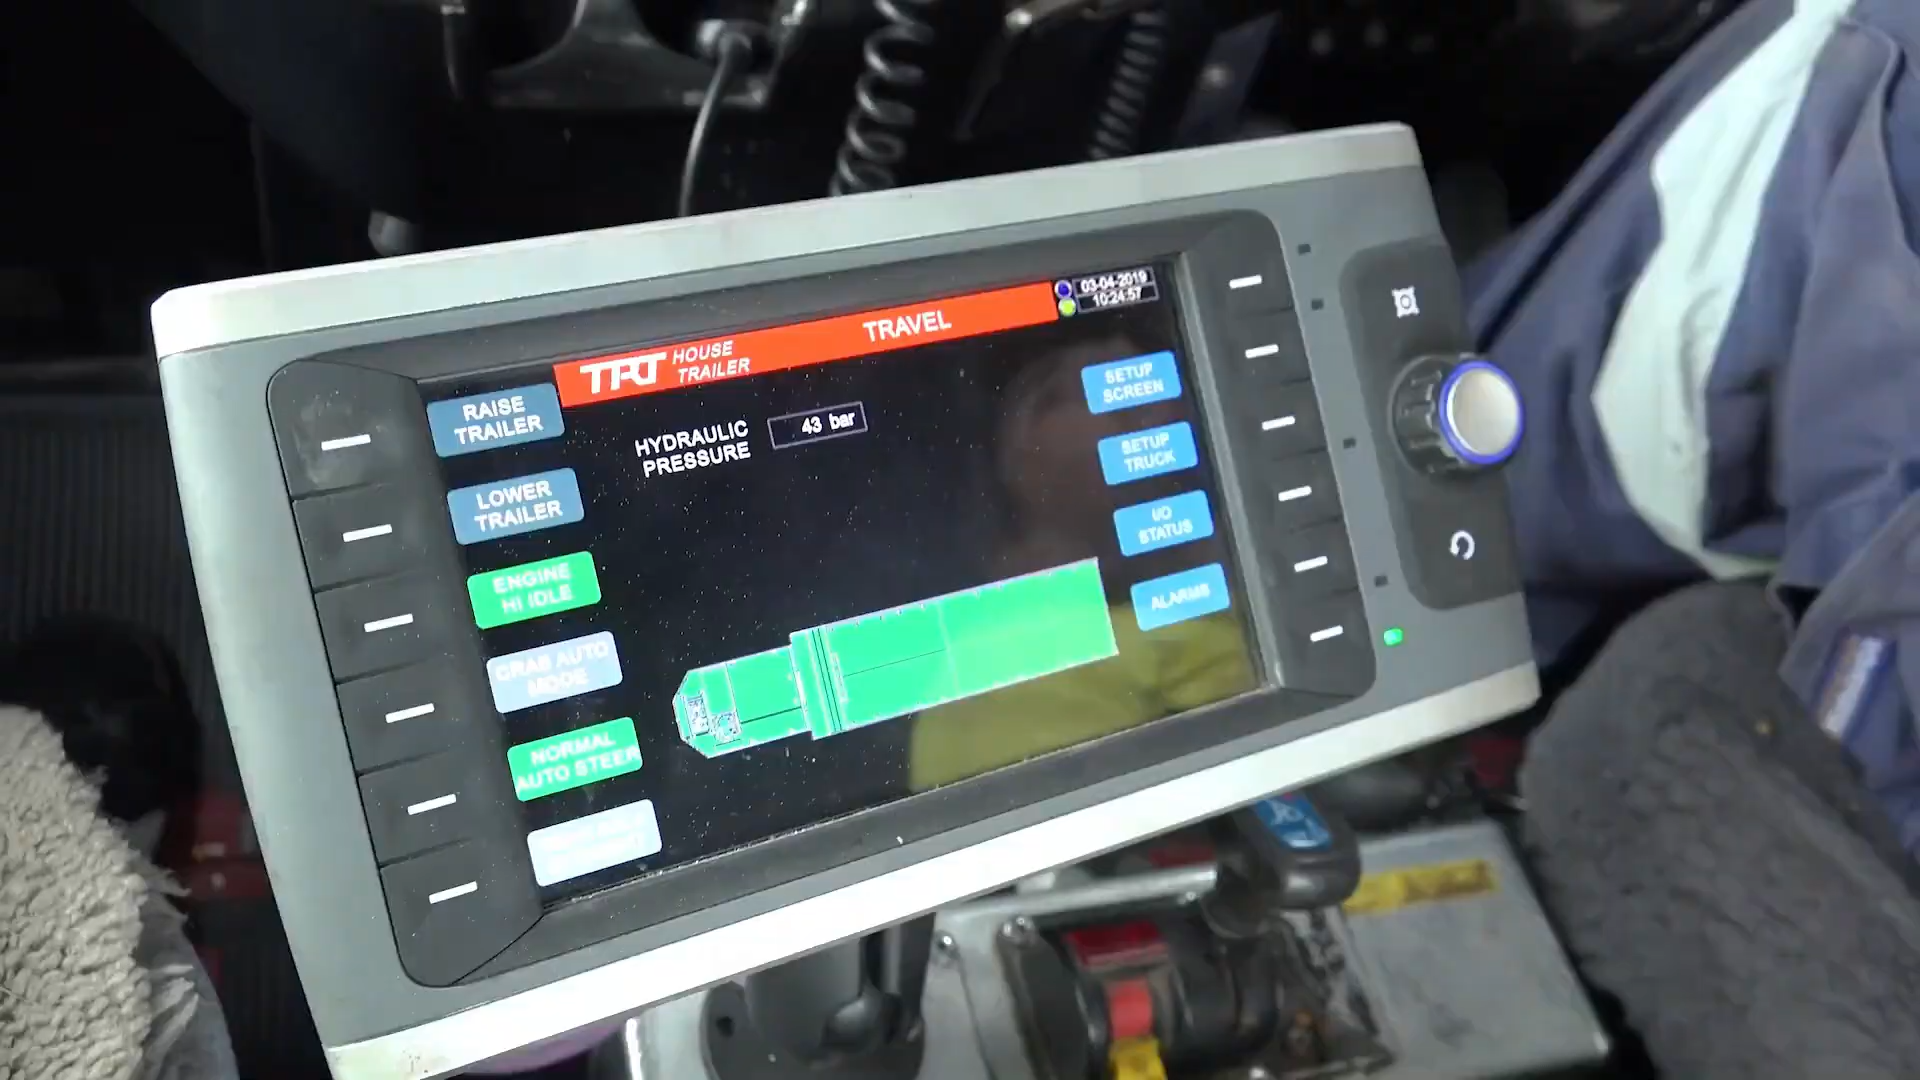 TRT HOUSE
TRAILER
TRAVEL
03-04-2019
10:24:57
RAISE
TRAILER
LOWER
TRAILER
ENGINE
HI IDLE
CRAB AUTO
MODE
NORMAL
AUTO STEER
HYDRAULIC
PRESSURE
43 bar
SETUP
SCREEN
SETUP
TRUCK
I/O
STATUS
ALARMS